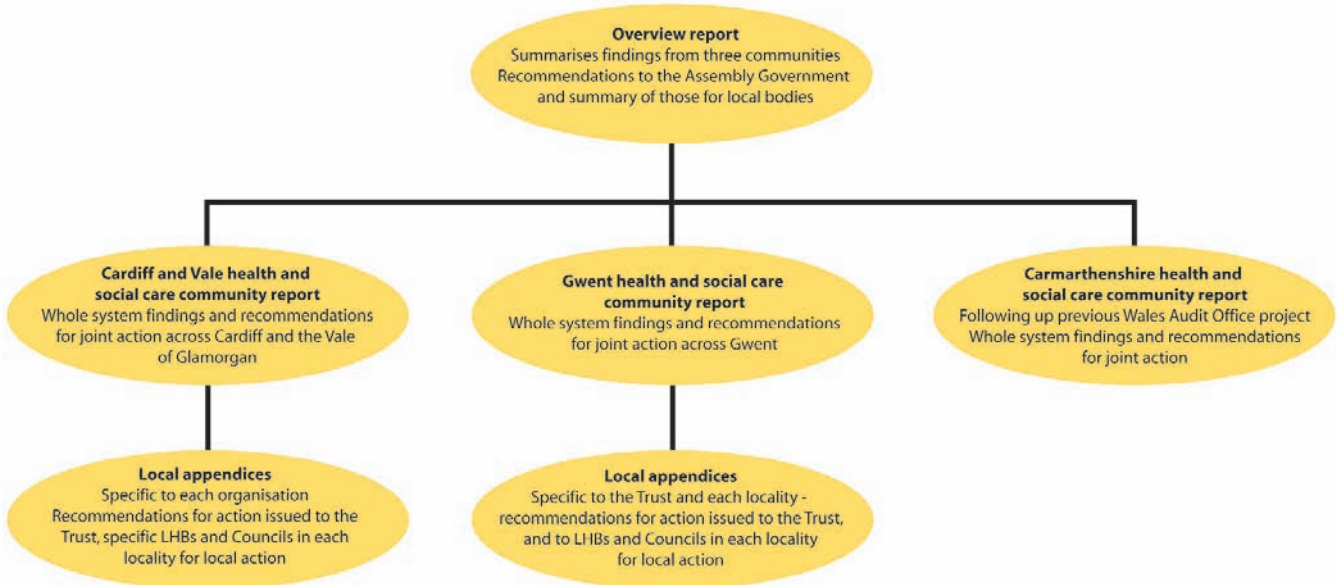 Overview report
Summarises findings from three communities
Recommendations to the Assembly Government
and summary of those for local bodies
Cardiff and Vale health and
social care community report
Whole system findings and recommendations
for joint action across Cardiff and the Vale
of Glamorgan
Gwent health and social care
community report
Whole system findings and recommendations
for joint action across Gwent
Carmarthenshire health and
social care community report
Following up previous Wales Audit Office project
Whole system findings and recommendations
for joint action
Local appendices
Specific to each organisation
Recommendations for action issued to the
Trust, specific LHBs and Councils in each
locality for local action
Local appendices
Specific to the Trust and each locality -
recommendations for action issued to the Trust,
and to LHBs and Councils in each locality
for local action